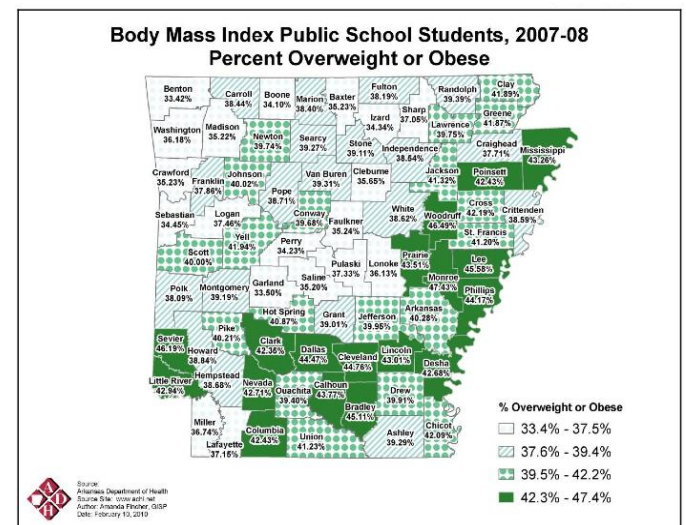 Body Mass Index Public School Students, 2007-08
Percent Overweight or Obese
Benton
33.42%
Carroll
38.44%
Boone
34.10%
Marion
38.40%
Baxter
35.23%
Fulton
38.19%
Randolph
39.39%
Clay
41.89%
Sharp
37.05%
Izard
34.34%
Greene
41.87%
Lawrence
39.75%
Washington
36.18%
Madison
35.22%
Newton
39.74%
Searcy
39.27%
Stone
39.11%
Independence
38.54%
Craighead
37.71%
Mississippi
43.26%
Crawford
35.23%
Franklin
37.86%
Johnson
40.02%
Van Buren
39.31%
Cleburne
35.65%
Jackson
41.32%
Poinsett
42.43%
Pope
38.71%
Sebastian
34.45%
Logan
37.46%
Conway
39.68%
Faulkner
35.24%
White
38.62%
Woodruff
46.49%
Cross
42.19%
Crittenden
38.59%
St. Francis
41.20%
Yell
41.94%
Scott
40.00%
Perry
34.23%
Pulaski
37.33%
Lonoke
36.13%
Prairie
43.51%
Lee
45.58%
Monroe
47.43%
Phillips
44.17%
Polk
38.09%
Montgomery
39.19%
Garland
33.50%
Saline
35.20%
Hot Spring
40.87%
Grant
39.01%
Jefferson
39.95%
Arkansas
40.28%
Sevier
46.19%
Howard
38.84%
Pike
40.21%
Clark
42.35%
Dallas
44.47%
Cleveland
44.76%
Lincoln
43.01%
Desha
42.68%
Little River
42.94%
Hempstead
38.68%
Nevada
42.71%
Ouachita
39.40%
Calhoun
43.77%
Bradley
45.11%
Drew
39.91%
Miller
36.74%
Lafayette
37.15%
Columbia
42.43%
Union
41.23%
Ashley
39.29%
Chicot
42.09%
% Overweight or Obese
33.4% - 37.5%
37.6% - 39.4%
39.5% - 42.2%
42.3% - 47.4%
A
D H
Source:
Arkansas Department of Health
Source Site: www.achi.net
Author: Amanda Fincher, GISP
Date: February 10, 2010